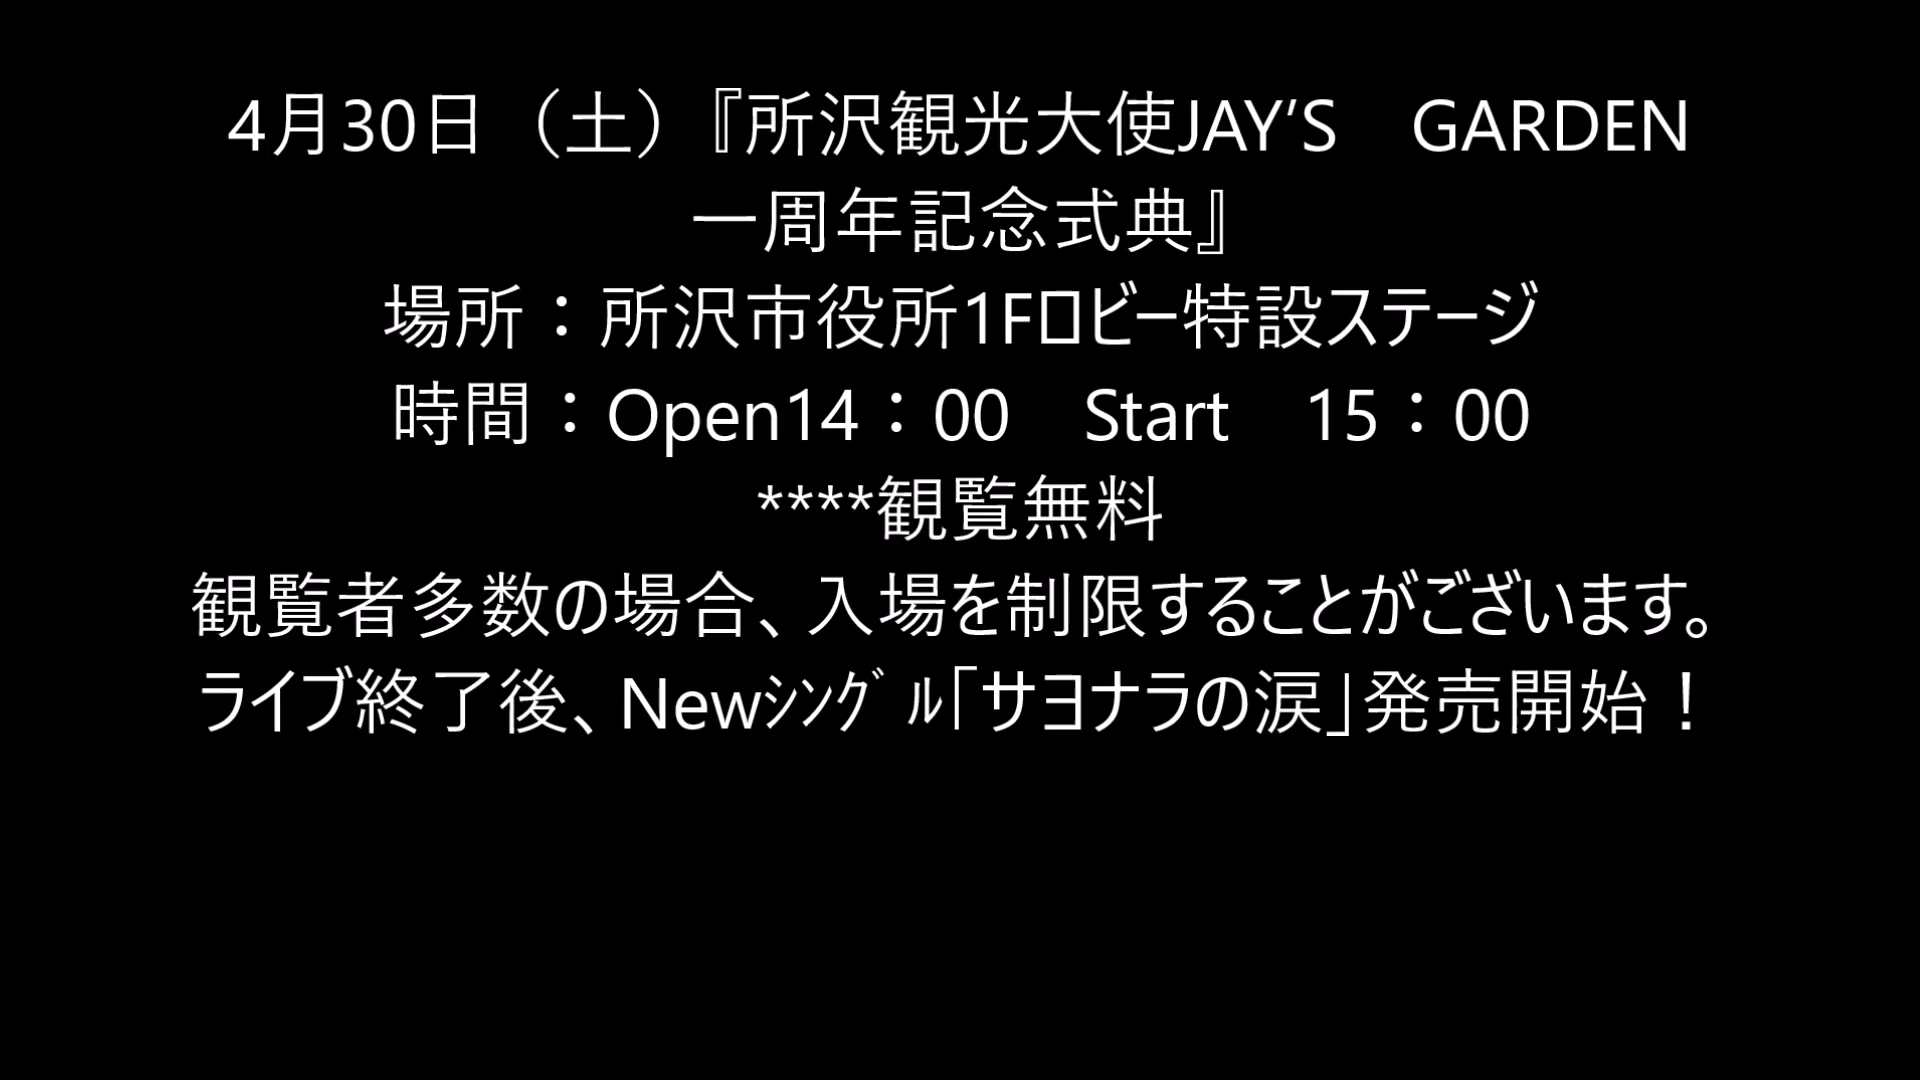 4月30日（土）『所沢観光大使JAY‘S　GARDEN
一周年記念式典』
場所：所沢市役所1Fロビー特設ステージ
時間：Open14：00　Start　15：00
****観覧無料
観覧者多数の場合、入場を制限することがございます。
ライブ終了後、Newｼﾝｸﾞﾙ「サヨナラの涙」発売開始！